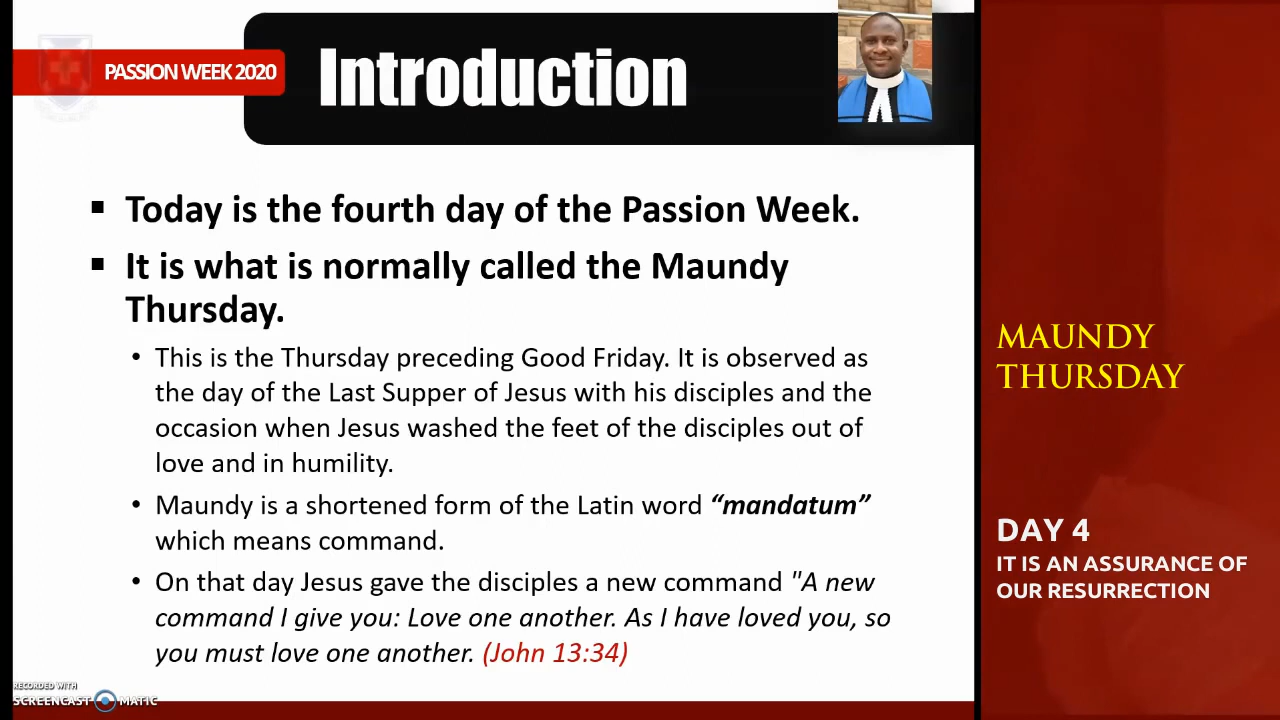 PASSION WEEK 2020
Introduction
▪ Today is the fourth day of the Passion Week.
▪ It is what is normally called the Maundy
Thursday.
• This is the Thursday preceding Good Friday. It is observed as
the day of the Last Supper of Jesus with his disciples and the
occasion when Jesus washed the feet of the disciples out of
love and in humility.
• Maundy is a shortened form of the Latin word “mandatum”
which means command.
• On that day Jesus gave the disciples a new command "A new
command I give you: Love one another. As I have loved you, so
you must love one another. (John 13:34)
MAUNDY
THURSDAY
DAY 4
IT IS AN ASSURANCE OF
OUR RESURRECTION
RECORDED WITH
SCREENCAST MATIC